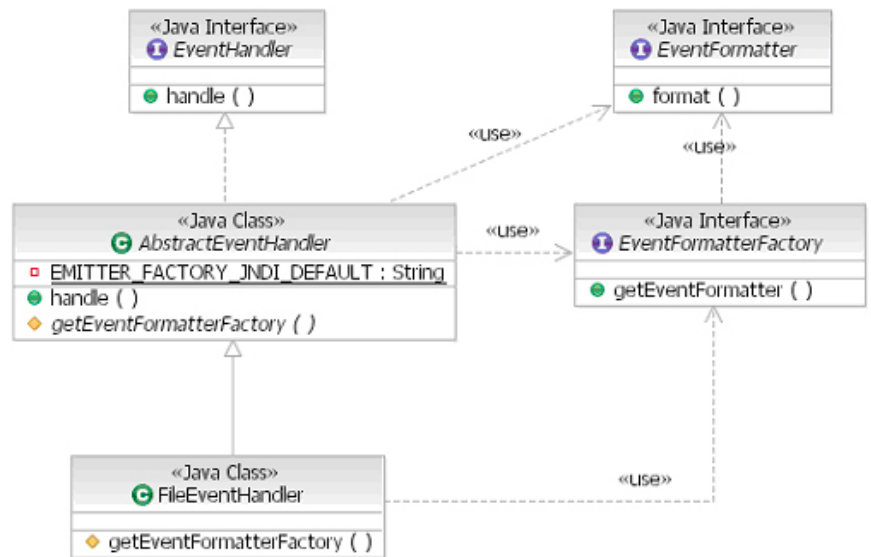 «Java Interface»
EventHandler
handle ( )
«Java Interface»
EventFormatter
format ( )
«use»
«use»
«Java Class»
AbstractEventHandler
EMITTER_FACTORY_JNDI_DEFAULT : String
handle ( )
getEventFormatterFactory ( )
«use»
«Java Interface»
EventFormatterFactory
getEventFormatter ( )
«Java Class»
FileEventHandler
getEventFormatterFactory ( )
«use»